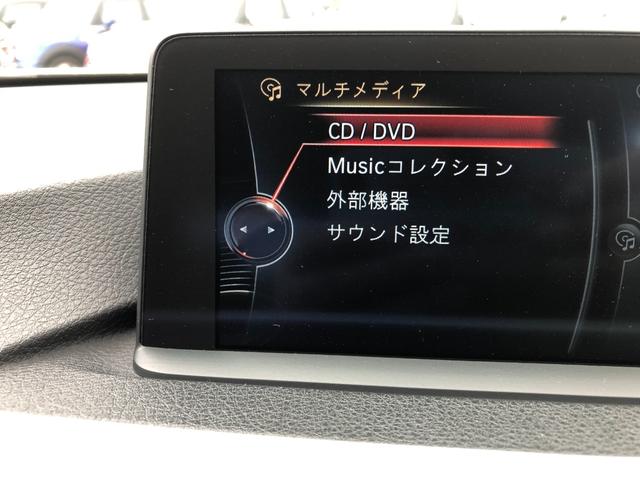 マルチメディア
CD / DVD
Musicコレクション
外部機器
サウンド設定